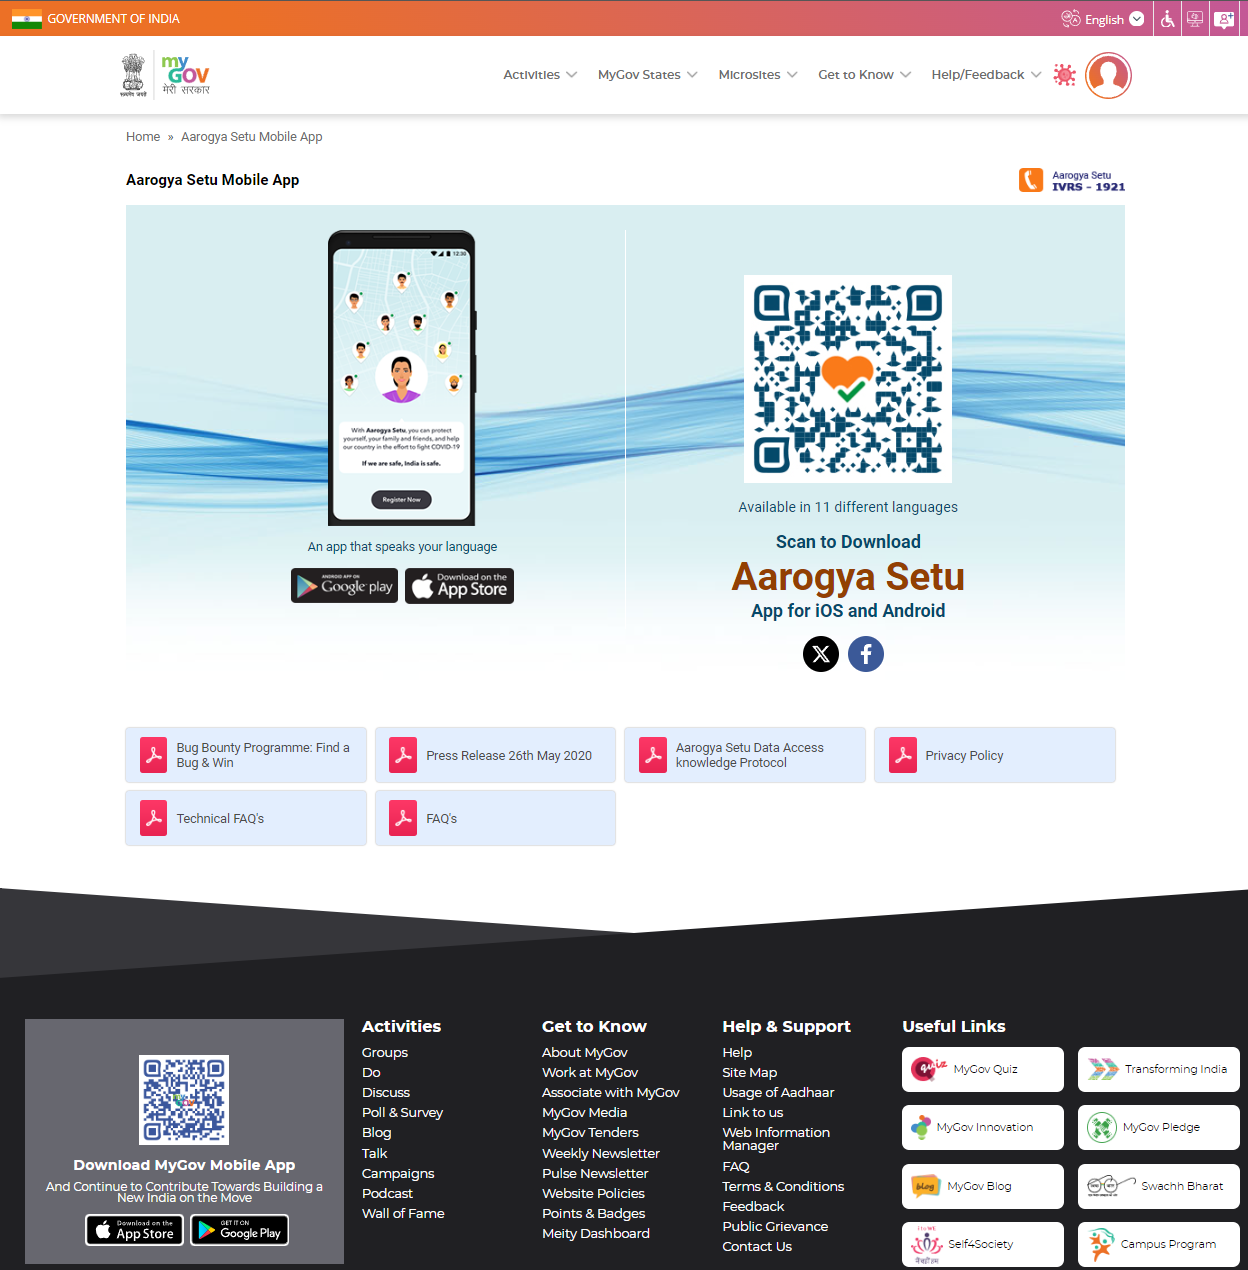 GOVERNMENT OF INDIA
English
सत्यमेव जयते
my
GOV
मेरी सरकार
Activities
MyGov States
Microsites
Get to Know
Help/Feedback
Home » Aarogya Setu Mobile App
Aarogya Setu Mobile App
Aarogya Setu
IVRS - 1921
12:30
With Aarogya Setu, you can protect
yourself, your family and friends, and help
our country in the effort to fight COVID-19
If we are safe, India is safe.
Register Now
An app that speaks your language
ANDROID APP ON
Google play
Download on the
App Store
Available in 11 different languages
Scan to Download
Aarogya Setu
App for iOS and Android
Bug Bounty Programme: Find a
Bug & Win
Press Release 26th May 2020
Aarogya Setu Data Access
knowledge Protocol
Privacy Policy
Technical FAQ's
FAQ's
Download MyGov Mobile App
And Continue to Contribute Towards Building a
New India on the Move
Download on the
App Store
GET IT ON
Google Play
Activities
Groups
Do
Discuss
Poll & Survey
Blog
Talk
Campaigns
Podcast
Wall of Fame
Get to Know
About MyGov
Work at MyGov
Associate with MyGov
MyGov Media
MyGov Tenders
Weekly Newsletter
Pulse Newsletter
Website Policies
Points & Badges
Meity Dashboard
Help & Support
Help
Site Map
Usage of Aadhaar
Link to us
Web Information
Manager
FAQ
Terms & Conditions
Feedback
Public Grievance
Contact Us
Useful Links
quiz
MyGov Quiz
Transforming India
MyGov Innovation
MyGov Pledge
blog
MyGov Blog
Swachh Bharat
Self4Society
Campus Program